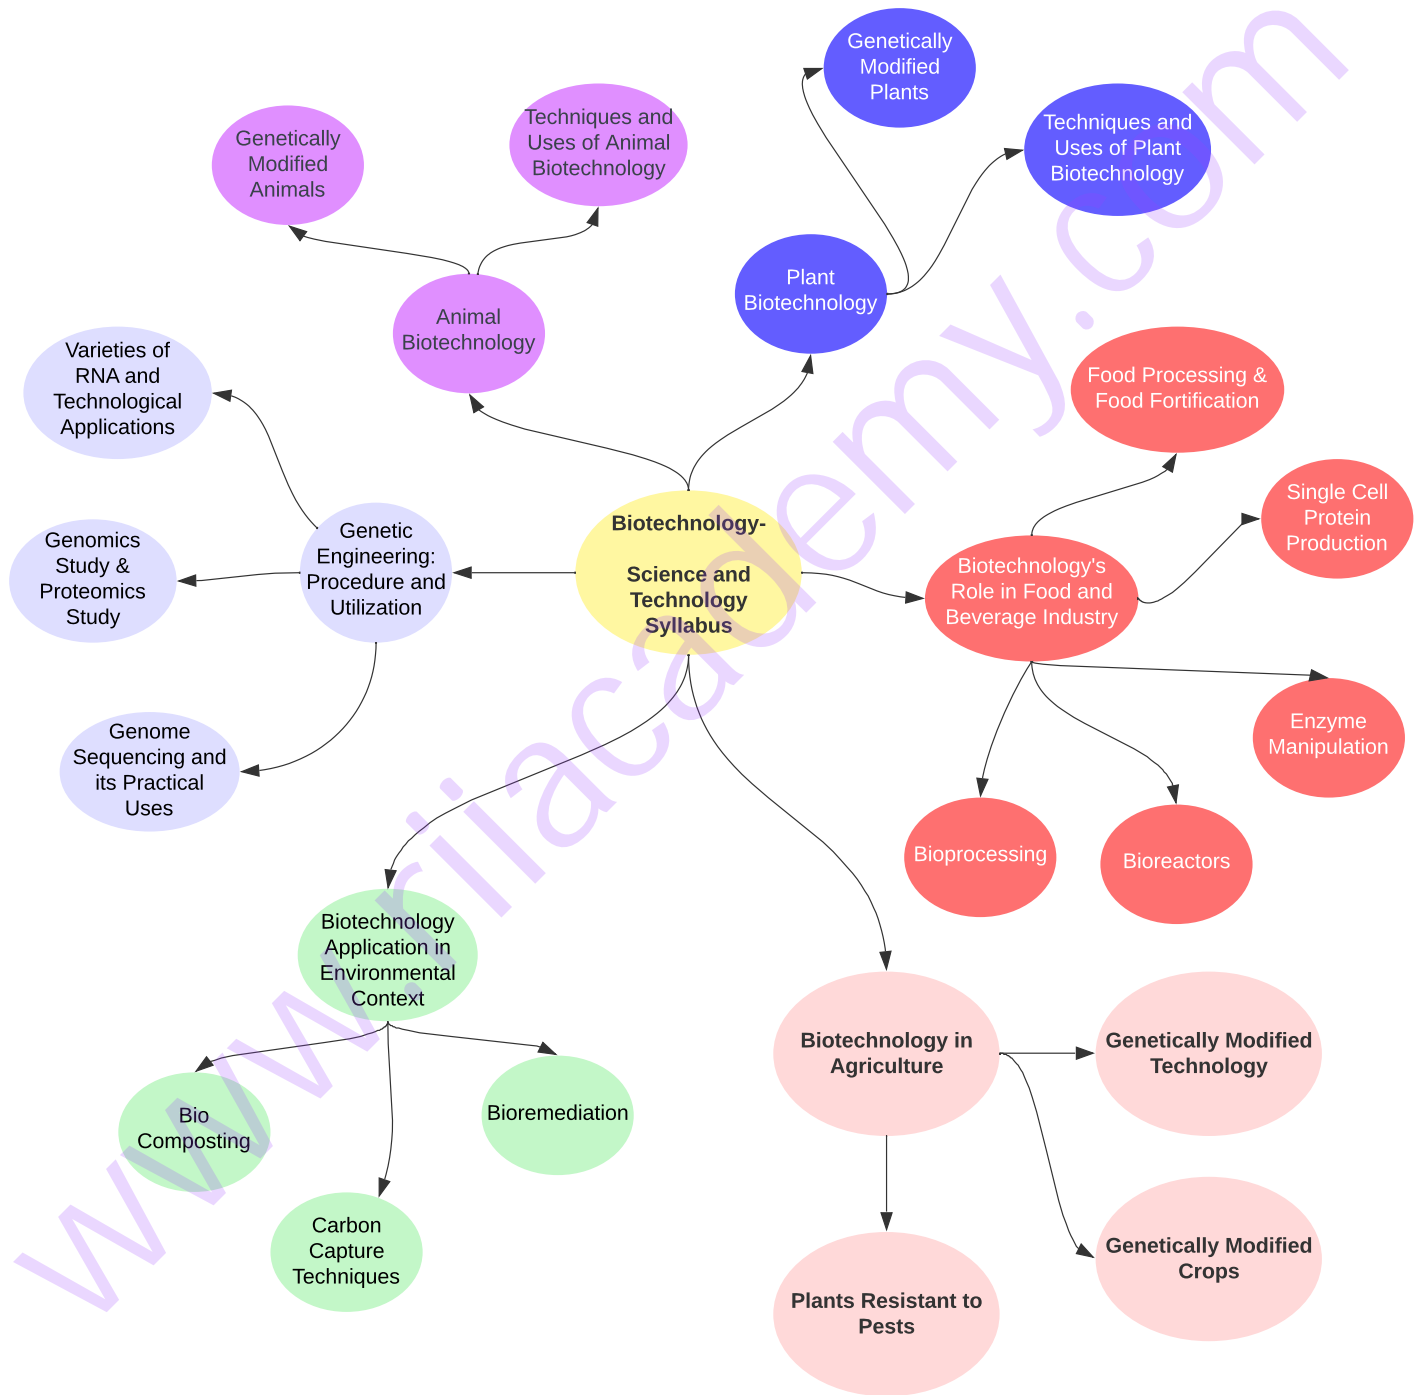 Genetically
Modified
Plants
Techniques and
Uses of Animal
Biotechnology
Techniques and
Uses of Plant
Biotechnology
Genetically
Modified
Animals
Plant
Biotechnology
Animal
Biotechnology
Varieties of
RNA and
Technological
Applications
Food Processing &
Food Fortification
Single Cell
Protein
Production
Genomics
Study &
Proteomics
Study
Genetic
Engineering:
Procedure and
Utilization
Biotechnology-
Science and
Technology
Syllabus
Biotechnology's
Role in Food and
Beverage Industry
Genome
Sequencing and
its Practical
Uses
Enzyme
Manipulation
Bioprocessing
Bioreactors
Biotechnology
Application in
Environmental
Context
Biotechnology in
Agriculture
Genetically Modified
Technology
Bio
Composting
Bioremediation
Carbon
Capture
Techniques
Genetically Modified
Crops
Plants Resistant to
Pests
www.riiacademy.com